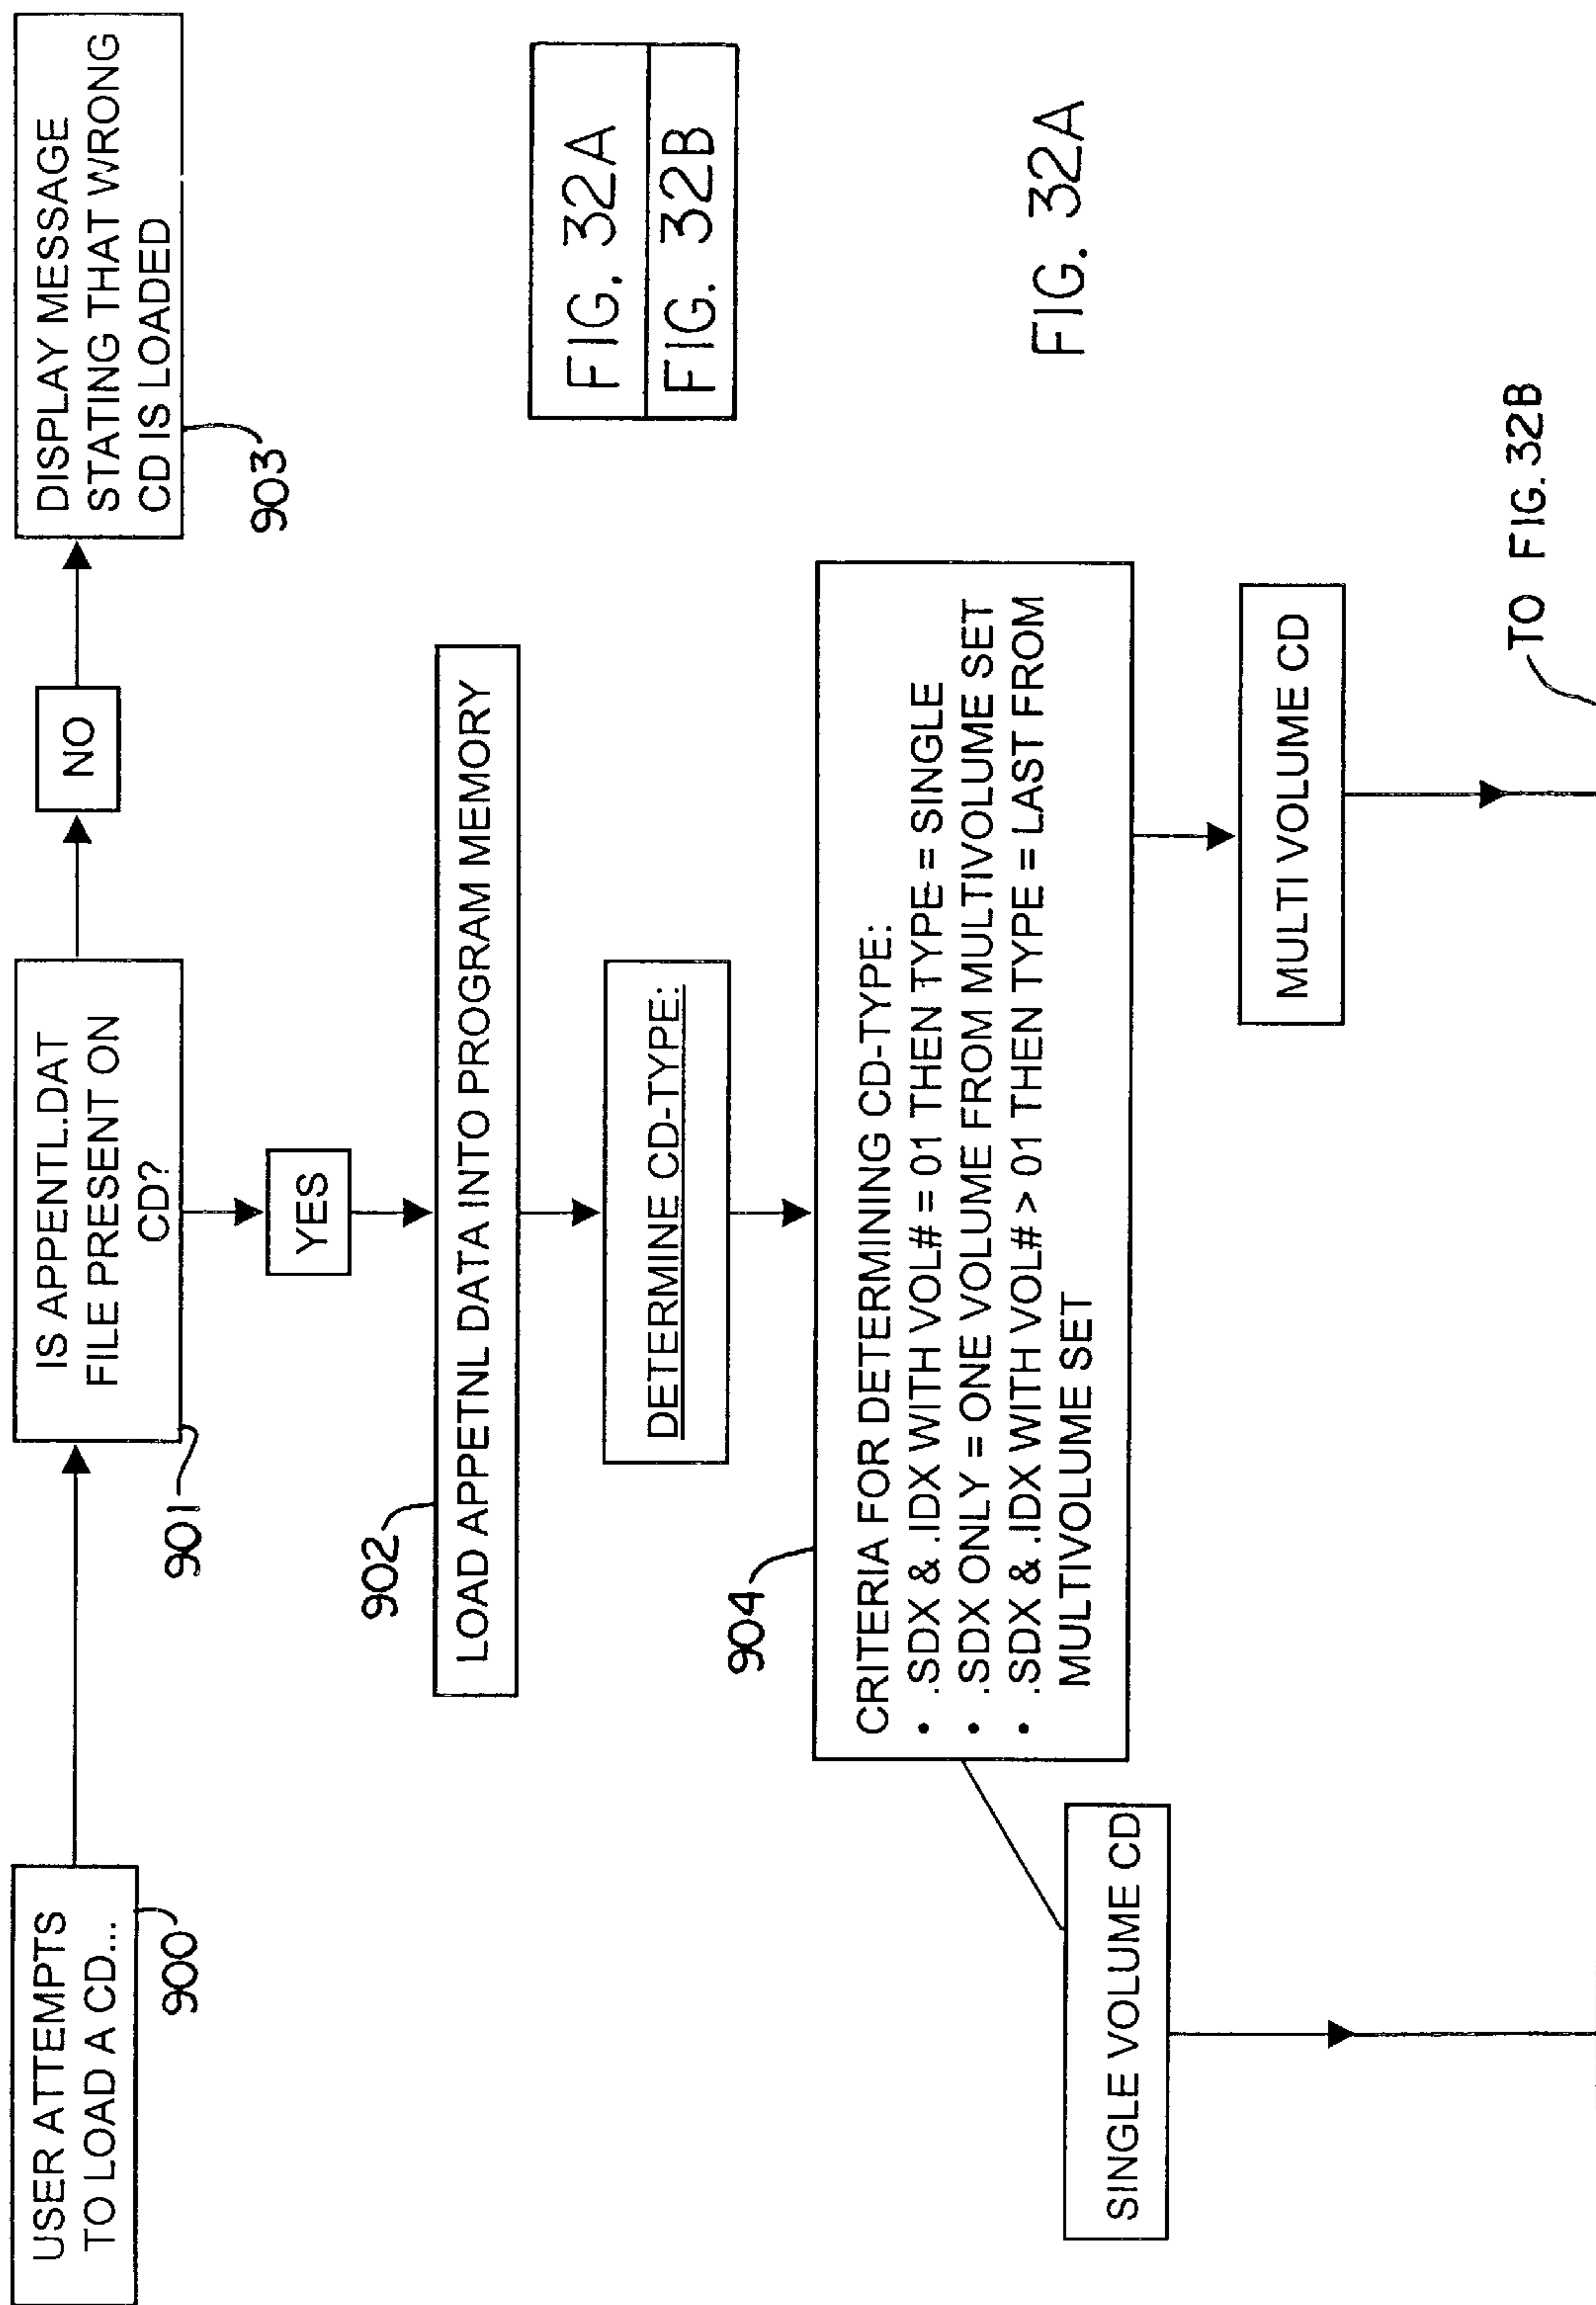 USER ATTEMPTS
TO LOAD A CD...
900
IS APPENTL.DAT
FILE PRESENT ON
CD?
901
NO
DISPLAY MESSAGE
STATING THAT WRONG
CD IS LOADED
903
YES
902
LOAD APPETNL DATA INTO PROGRAM MEMORY
DETERMINE CD-TYPE:
904
CRITERIA FOR DETERMINING CD-TYPE:
• .SDX & .IDX WITH VOL# = 01 THEN TYPE = SINGLE
• .SDX ONLY = ONE VOLUME FROM MULTIVOLUME SET
• .SDX & .IDX WITH VOL# > 01 THEN TYPE = LAST FROM
MULTIVOLUME SET
SINGLE VOLUME CD
MULTI VOLUME CD
TO FIG. 32B
FIG. 32A
FIG. 32B
FIG. 32A